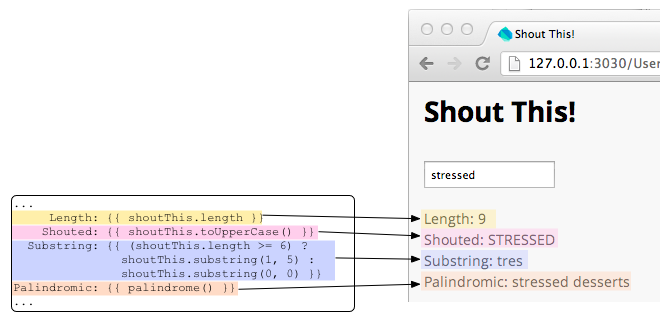 Shout This!
127.0.0.1:3030/User
Shout This!
stressed
...
Length: {{ shoutThis.length }}
Shouted: {{ shoutThis.toUpperCase() }}
Substring: {{ (shoutThis.length >= 6) ?
shoutThis.substring(1, 5) :
shoutThis.substring(0, 0) }}
Palindromic: {{ palindrome() }}
...
Length: 9
Shouted: STRESSED
Substring: tres
Palindromic: stressed desserts